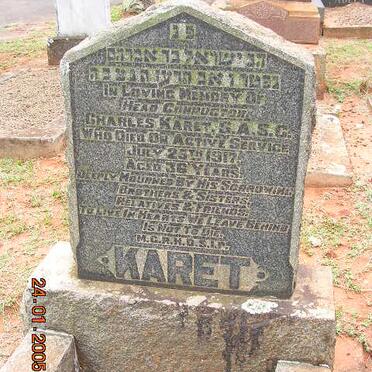 פ נ
IN LOVING MEMORY OF
HEAD CONDUCTOR
CHARLES KARET, E.A.S.C.
WHO DIED ON ACTIVE SERVICE
JULY 25TH 1917.
AGED 36 YEARS.
DEEPLY MOURNED BY HIS SORROWING
BROTHERS & SISTERS,
RELATIVES & FRIENDS.
TO LIVE IN HEARTS WE LEAVE BEHIND
IS NOT TO DIE.
M.G.R.H.D.S.I.P.
KARET
24.01.2005